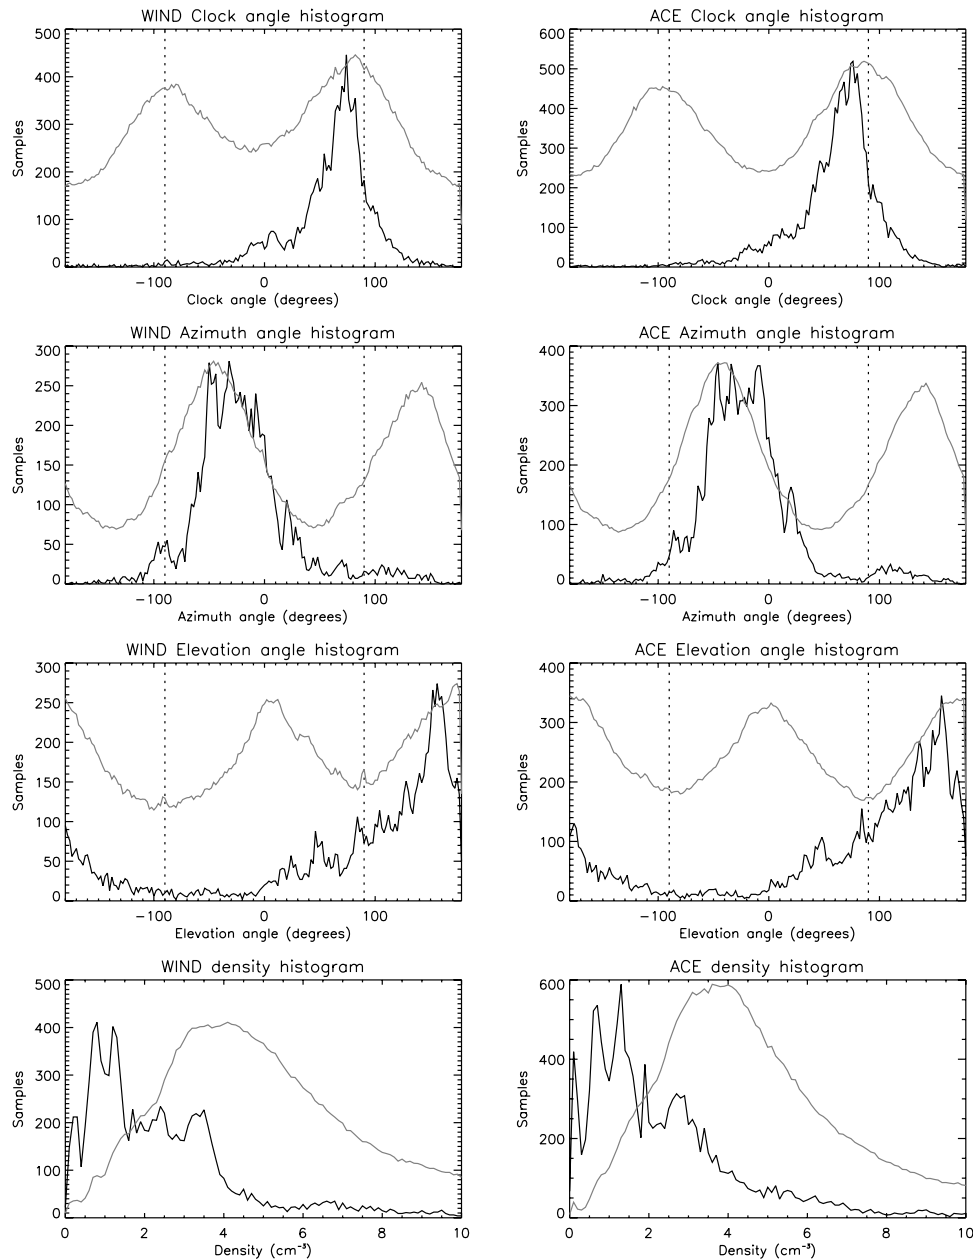 WIND Clock angle histogram
500
400
300
200
100
0
Samples
−100 0 100
Clock angle (degrees)
ACE Clock angle histogram
600
500
400
300
200
100
0
Samples
−100 0 100
Clock angle (degrees)
WIND Azimuth angle histogram
300
250
200
150
100
50
0
Samples
−100 0 100
Azimuth angle (degrees)
ACE Azimuth angle histogram
400
300
200
100
0
Samples
−100 0 100
Azimuth angle (degrees)
WIND Elevation angle histogram
300
250
200
150
100
50
0
Samples
−100 0 100
Elevation angle (degrees)
ACE Elevation angle histogram
400
300
200
100
0
Samples
−100 0 100
Elevation angle (degrees)
WIND density histogram
500
400
300
200
100
0
Samples
0 2 4 6 8 10
Density (cm⁻³)
ACE density histogram
600
400
200
0
Samples
0 2 4 6 8 10
Density (cm⁻³)